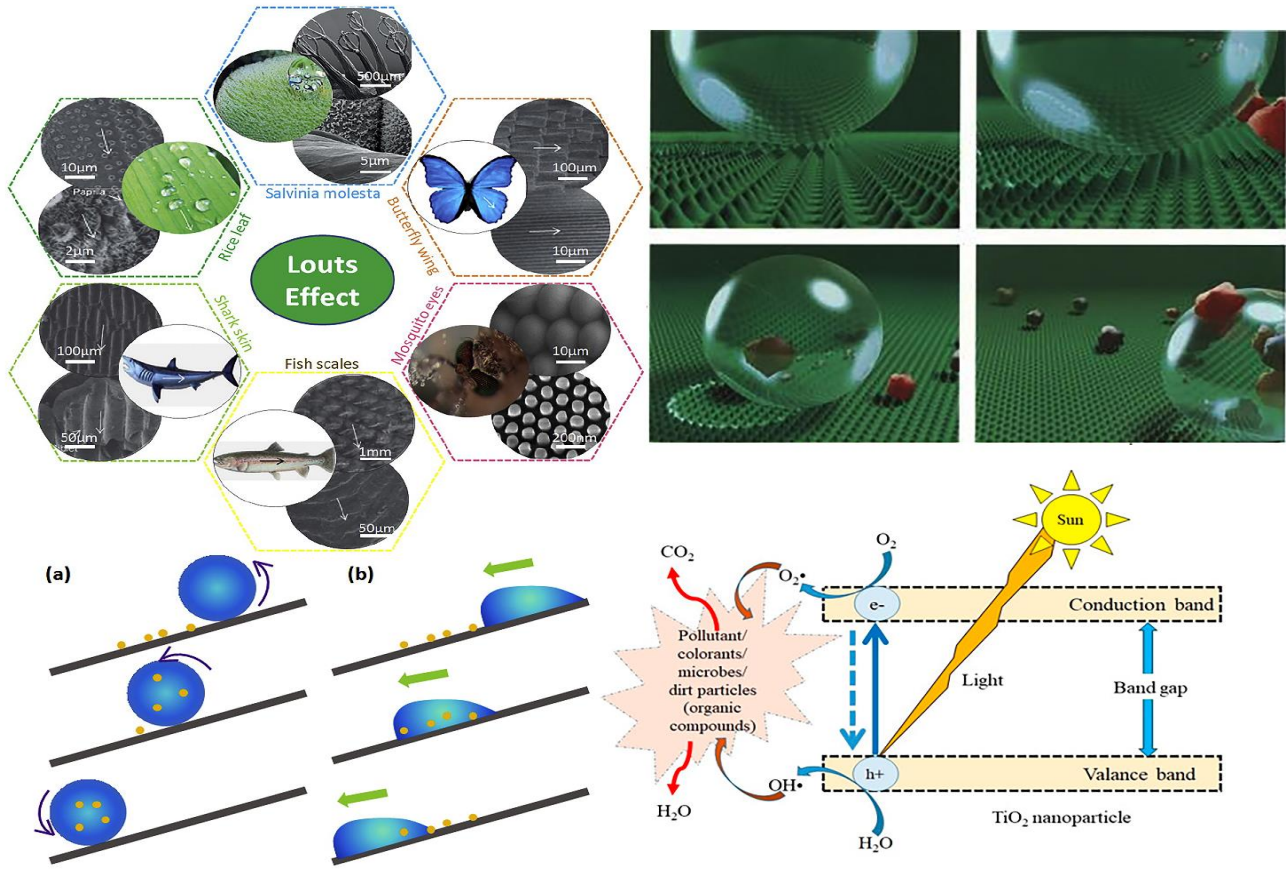 500µm
5µm
Salvinia molesta
10µm
Papilla
2µm
Rice leaf
100µm
10µm
Butterfly wing
Louts
Effect
Shark skin
100µm
50µm
Mosquito eyes
10µm
200nm
Fish scales
1mm
50µm
(a)
(b)
Sun
CO₂
O₂
O₂•
e-
Conduction band
Pollutant/
colorants/
microbes/
dirt particles
(organic
compounds)
Light
Band gap
h+
Valance band
OH•
H₂O
H₂O
TiO₂ nanoparticle